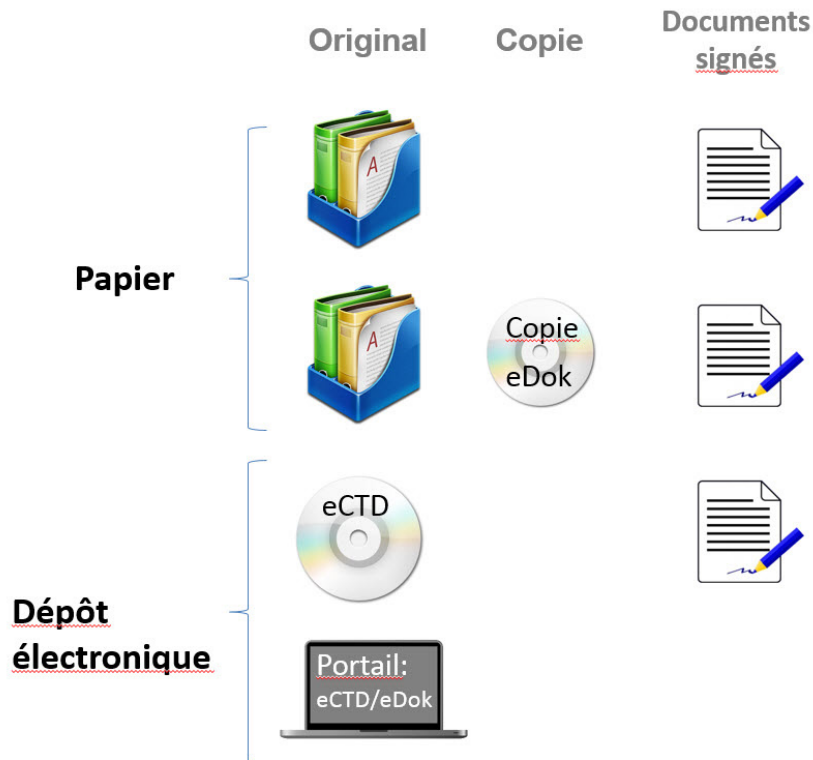 Original
Copie
Documents
signés
A
Papier
A
Copie
eDok
eCTD
Dépôt
électronique
Portail:
eCTD/eDok